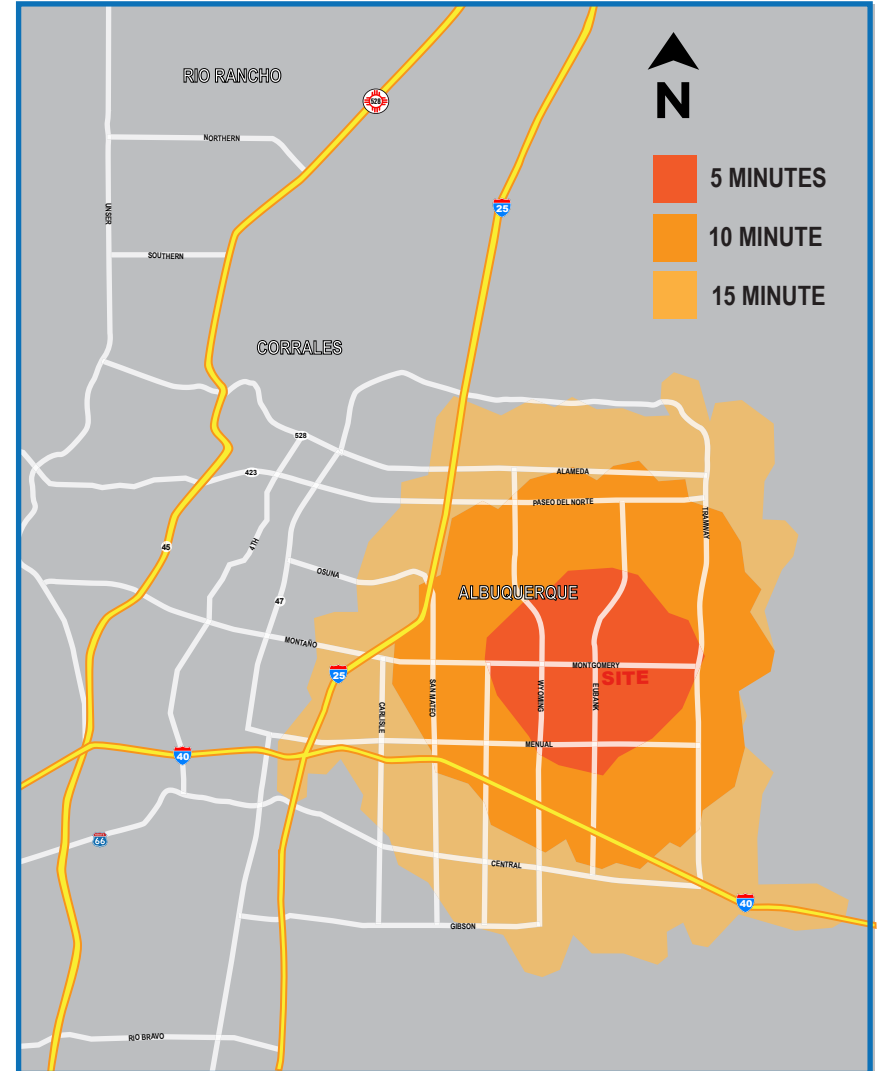 RIO RANCHO
528
N
NORTHERN
5 MINUTES
UNSER
25
10 MINUTE
SOUTHERN
15 MINUTE
CORRALES
528
423
ALAMEDA
PASEO DEL NORTE
TRAMWAY
4TH
45
OSUNA
ALBUQUERQUE
47
MONTAÑO
MONTGOMERY
25
SITE
SAN MATEO
WYOMING
EUBANK
CARLISLE
MENUAL
40
66
CENTRAL
40
GIBSON
RIO BRAVO